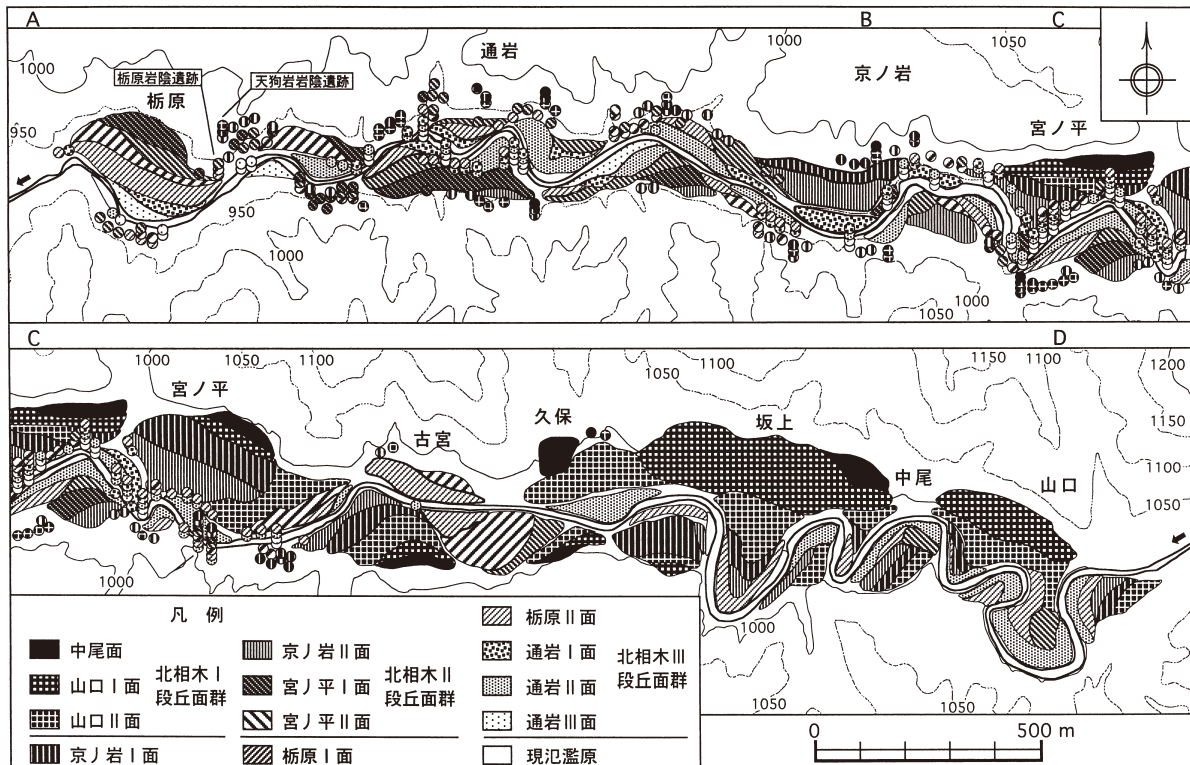 A B C
1000 通岩 1000 1050
栃原岩陰遺跡 天狗岩岩陰遺跡 京ノ岩
栃原 宮ノ平
950
950
1000
1000
1050
C D
1000 1050 1100 1100 1150 1100 1200
1050
宮ノ平 久保 坂上 1150
古宮
中尾 山口 1100
1050
1000
1000
1050 1050
凡例
中尾面
山口Ⅰ面
山口Ⅱ面
北相木Ⅰ
段丘面群
京ノ岩Ⅰ面
京ノ岩Ⅱ面
宮ノ平Ⅰ面
宮ノ平Ⅱ面
北相木Ⅱ
段丘面群
栃原Ⅰ面
栃原Ⅱ面
通岩Ⅰ面
通岩Ⅱ面
通岩Ⅲ面
北相木Ⅲ
段丘面群
現氾濫原
0 500 m